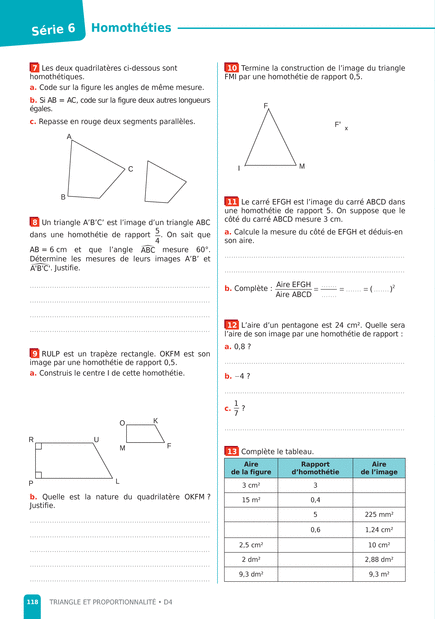 Série 6
Homothéties
7 Les deux quadrilatères ci-dessous sont
homothétiques.
a. Code sur la figure les angles de même mesure.
b. Si AB = AC, code sur la figure deux autres longueurs
égales.
c. Repasse en rouge deux segments parallèles.
A
C
B
8 Un triangle A'B'C' est l'image d'un triangle ABC
dans une homothétie de rapport 5/4. On sait que
AB = 6 cm et que l'angle ABC mesure 60°.
Détermine les mesures de leurs images A'B' et
A'B'C'. Justifie.
9 RULP est un trapèze rectangle. OKFM est son
image par une homothétie de rapport 0,5.
a. Construis le centre I de cette homothétie.
O K
M F
R U
P L
b. Quelle est la nature du quadrilatère OKFM ?
Justifie.
10 Termine la construction de l'image du triangle
FMI par une homothétie de rapport 0,5.
F
F' x
I M
11 Le carré EFGH est l'image du carré ABCD dans
une homothétie de rapport 5. On suppose que le
côté du carré ABCD mesure 3 cm.
a. Calcule la mesure du côté de EFGH et déduis-en
son aire.
b. Complète : Aire EFGH / Aire ABCD = ....... / ....... = ....... = (.......)²
12 L'aire d'un pentagone est 24 cm². Quelle sera
l'aire de son image par une homothétie de rapport :
a. 0,8 ?
b. −4 ?
c. 1/7 ?
13 Complète le tableau.
Aire de la figure Rapport d'homothétie Aire de l'image
3 cm² 3
15 m² 0,4
5 225 mm²
0,6 1,24 cm²
2,5 cm² 10 cm²
2 dm² 2,88 dm²
9,3 dm² 9,3 m²
118 TRIANGLE ET PROPORTIONNALITÉ • D4